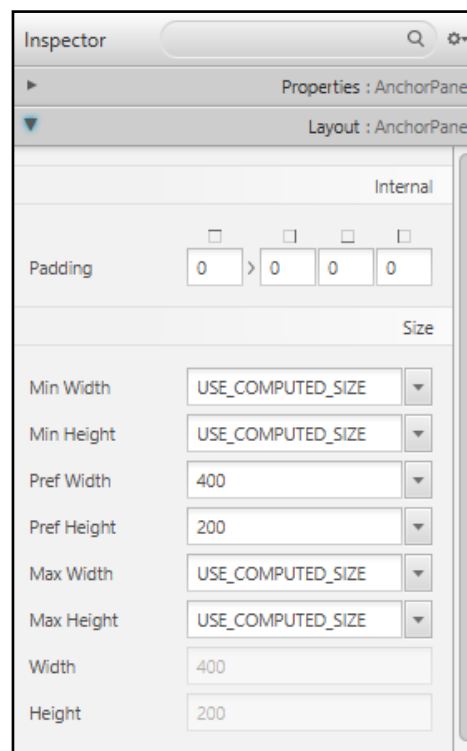 Inspector
Properties : AnchorPane
Layout : AnchorPane
Internal
Padding 0 0 0 0
Size
Min Width USE_COMPUTED_SIZE
Min Height USE_COMPUTED_SIZE
Pref Width 400
Pref Height 200
Max Width USE_COMPUTED_SIZE
Max Height USE_COMPUTED_SIZE
Width 400
Height 200